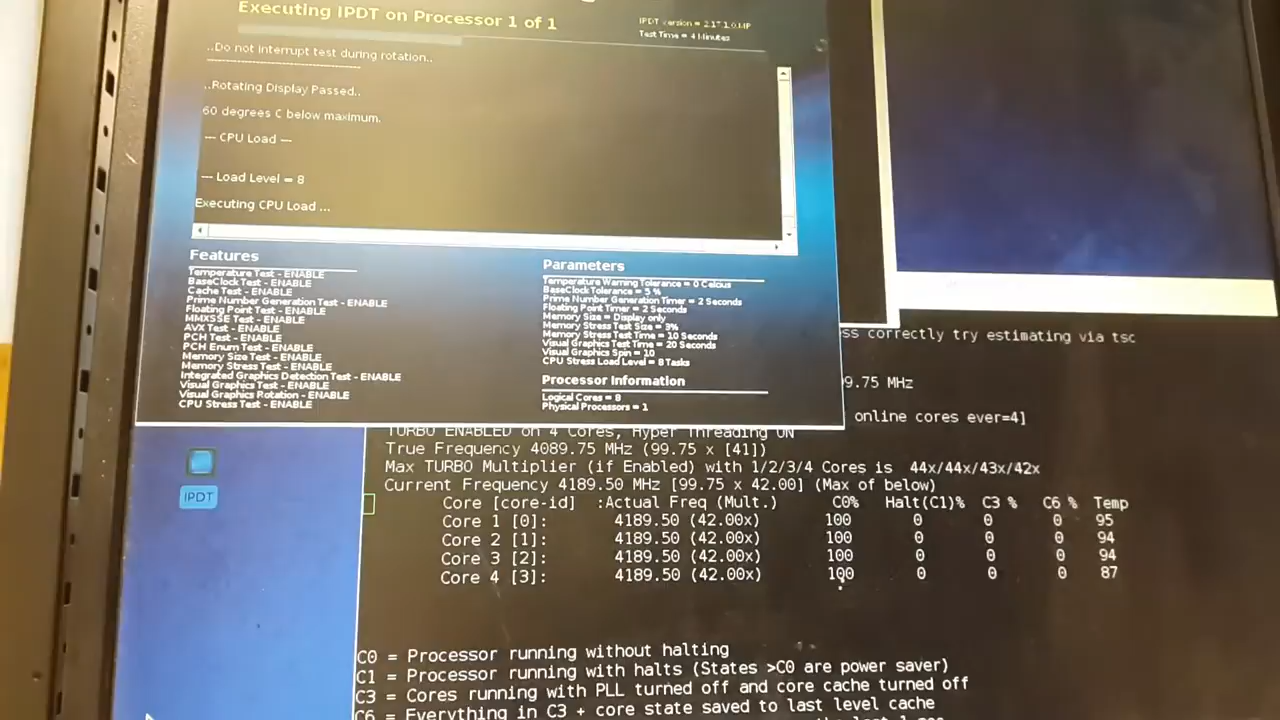 Executing IPDT on Processor 1 of 1
IPDT version = 2.17.1.0.MP
Test Time = 4 Minutes
..Do not interrupt test during rotation..
..Rotating Display Passed..
60 degrees C below maximum.
--- CPU Load ---
--- Load Level = 8
Executing CPU Load ...
Features
Temperature Test - ENABLE
BaseClock Test - ENABLE
Cache Test - ENABLE
Prime Number Generation Test - ENABLE
Floating Point Test - ENABLE
MMXSSE Test - ENABLE
AVX Test - ENABLE
PCH Test - ENABLE
PCH Enum Test - ENABLE
Memory Size Test - ENABLE
Memory Stress Test - ENABLE
Integrated Graphics Detection Test - ENABLE
Visual Graphics Test - ENABLE
Visual Graphics Rotation - ENABLE
CPU Stress Test - ENABLE
Parameters
Temperature Warning Tolerance = 0 Celcius
BaseClock Tolerance = 5 %
Prime Number Generation Timer = 2 Seconds
Floating Point Timer = 2 Seconds
Memory Size = Display only
Memory Stress Test Size = 3%
Memory Stress Test Time = 10 Seconds
Visual Graphics Test Time = 20 Seconds
Visual Graphics Spin = 10
CPU Stress Load Level = 8 Tasks
Processor Information
Logical Cores = 8
Physical Processors = 1
ss correctly try estimating via tsc
9.75 MHz
online cores ever=4]
TURBO ENABLED on 4 Cores, Hyper Threading ON
True Frequency 4089.75 MHz (99.75 x [41])
Max TURBO Multiplier (if Enabled) with 1/2/3/4 Cores is 44x/44x/43x/42x
Current Frequency 4189.50 MHz [99.75 x 42.00] (Max of below)
Core [core-id] :Actual Freq (Mult.) C0% Halt(C1)% C3 % C6 % Temp
Core 1 [0]: 4189.50 (42.00x) 100 0 0 0 95
Core 2 [1]: 4189.50 (42.00x) 100 0 0 0 94
Core 3 [2]: 4189.50 (42.00x) 100 0 0 0 94
Core 4 [3]: 4189.50 (42.00x) 100 0 0 0 87
IPDT
C0 = Processor running without halting
C1 = Processor running with halts (States >C0 are power saver)
C3 = Cores running with PLL turned off and core cache turned off
C6 = Everything in C3 + core state saved to last level cache